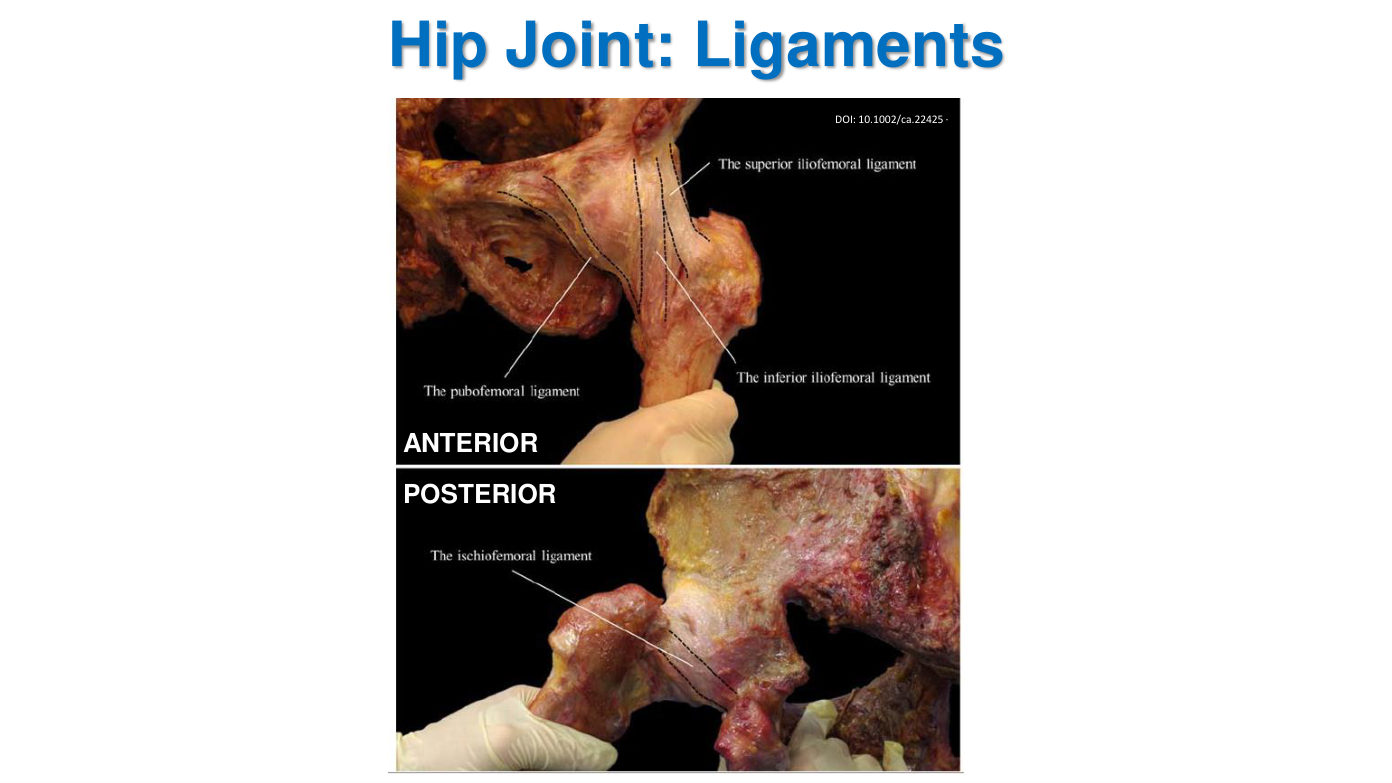 Hip Joint: Ligaments
DOI: 10.1002/ca.22425 ·
The superior iliofemoral ligament
The inferior iliofemoral ligament
The pubofemoral ligament
ANTERIOR
POSTERIOR
The ischiofemoral ligament